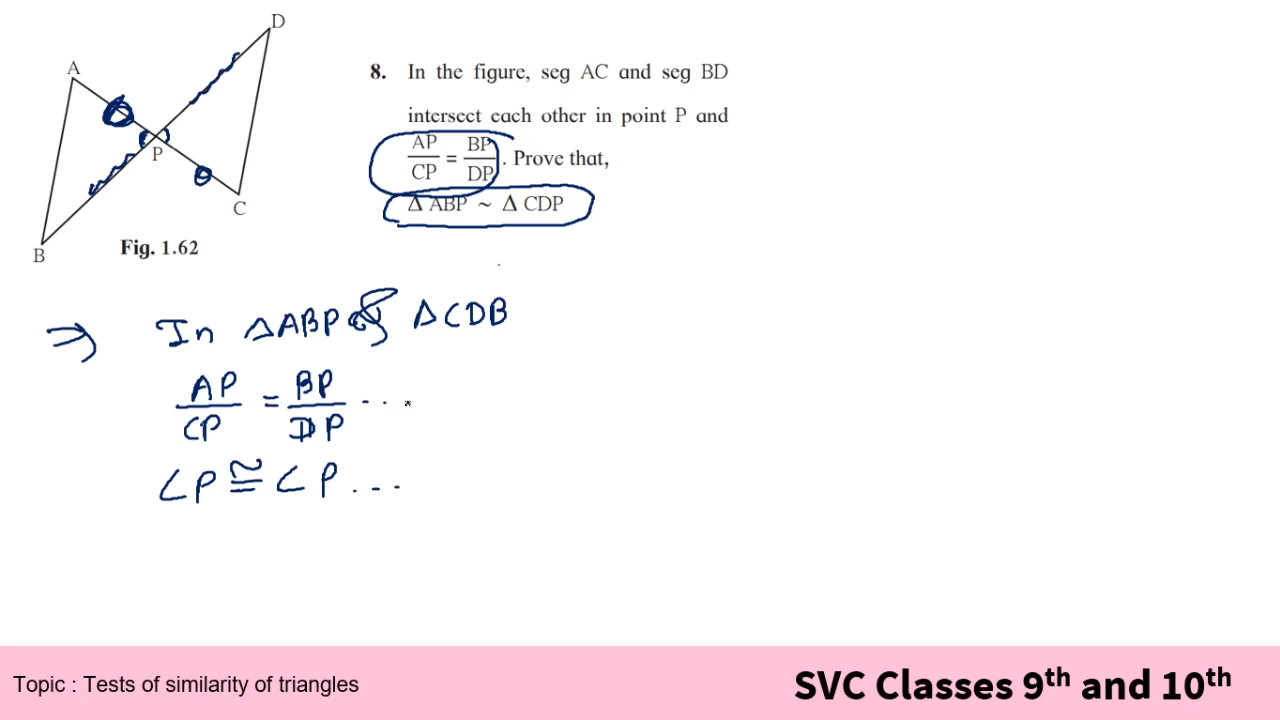 D
A
P
C
B
Fig. 1.62
8. In the figure, seg AC and seg BD
intersect each other in point P and
AP/CP = BP/DP. Prove that,
Δ ABP ~ Δ CDP
⇒ In ΔABP & ΔCDB
AP/CP = BP/DP ...
∠P ≅ ∠P ...
Topic : Tests of similarity of triangles
SVC Classes 9th and 10th